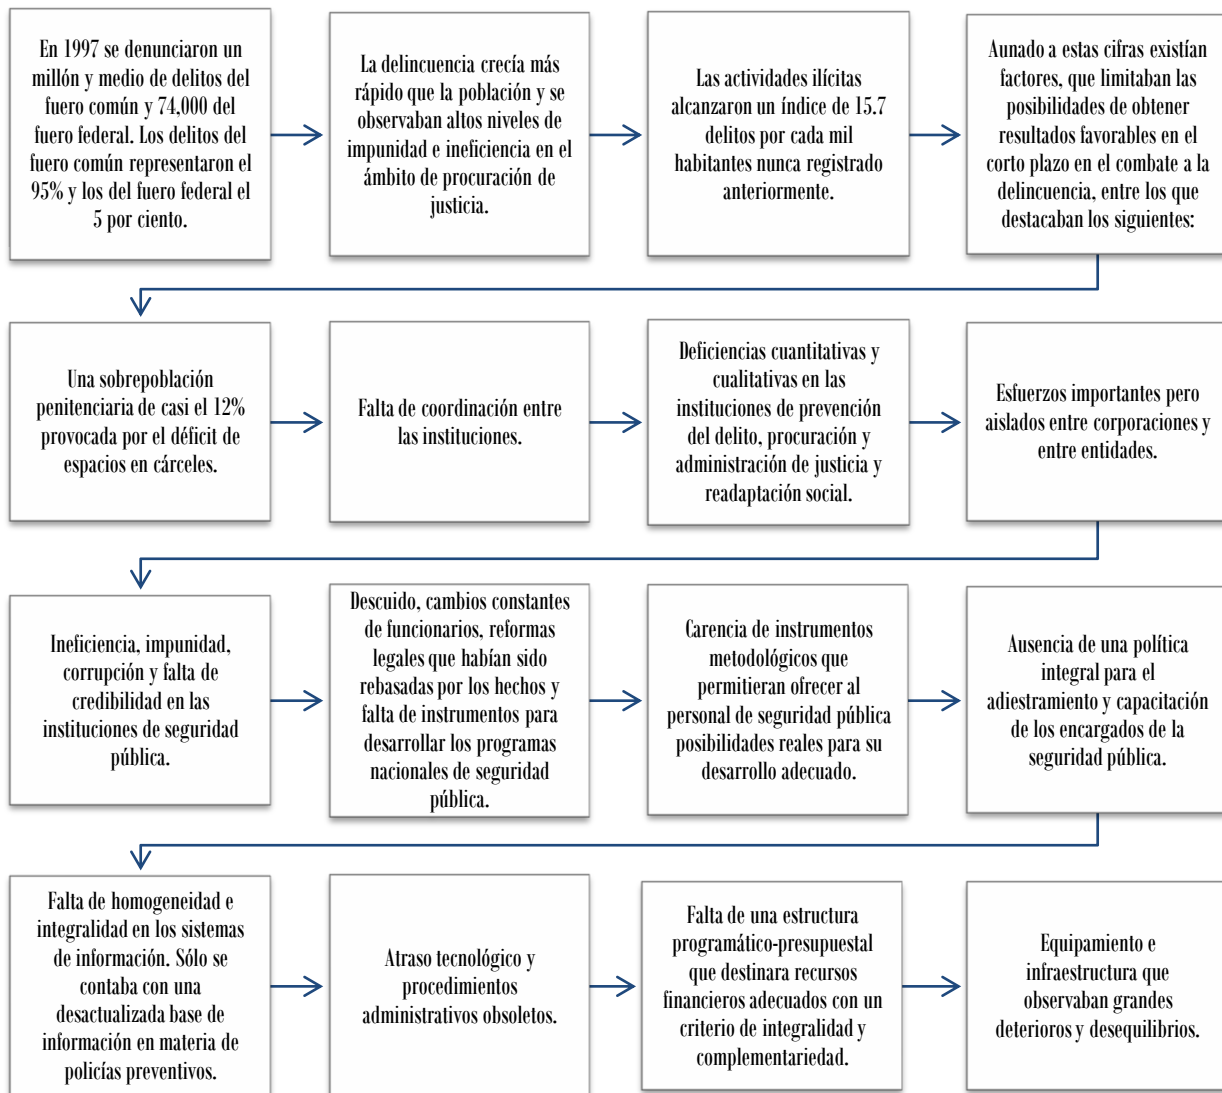 En 1997 se denunciaron un
millón y medio de delitos del
fuero común y 74,000 del
fuero federal. Los delitos del
fuero común representaron el
95% y los del fuero federal el
5 por ciento.
La delincuencia crecía más
rápido que la población y se
observaban altos niveles de
impunidad e ineficiencia en el
ámbito de procuración de
justicia.
Las actividades ilícitas
alcanzaron un índice de 15.7
delitos por cada mil
habitantes nunca registrado
anteriormente.
Aunado a estas cifras existían
factores, que limitaban las
posibilidades de obtener
resultados favorables en el
corto plazo en el combate a la
delincuencia, entre los que
destacaban los siguientes:
Una sobrepoblación
penitenciaria de casi el 12%
provocada por el déficit de
espacios en cárceles.
Falta de coordinación entre
las instituciones.
Deficiencias cuantitativas y
cualitativas en las
instituciones de prevención
del delito, procuración y
administración de justicia y
readaptación social.
Esfuerzos importantes pero
aislados entre corporaciones y
entre entidades.
Ineficiencia, impunidad,
corrupción y falta de
credibilidad en las
instituciones de seguridad
pública.
Descuido, cambios constantes
de funcionarios, reformas
legales que habían sido
rebasadas por los hechos y
falta de instrumentos para
desarrollar los programas
nacionales de seguridad
pública.
Carencia de instrumentos
metodológicos que
permitieran ofrecer al
personal de seguridad pública
posibilidades reales para su
desarrollo adecuado.
Ausencia de una política
integral para el
adiestramiento y capacitación
de los encargados de la
seguridad pública.
Falta de homogeneidad e
integralidad en los sistemas
de información. Sólo se
contaba con una
desactualizada base de
información en materia de
policías preventivos.
Atraso tecnológico y
procedimientos
administrativos obsoletos.
Falta de una estructura
programático-presupuestal
que destinara recursos
financieros adecuados con un
criterio de integralidad y
complementariedad.
Equipamiento e
infraestructura que
observaban grandes
deterioros y desequilibrios.